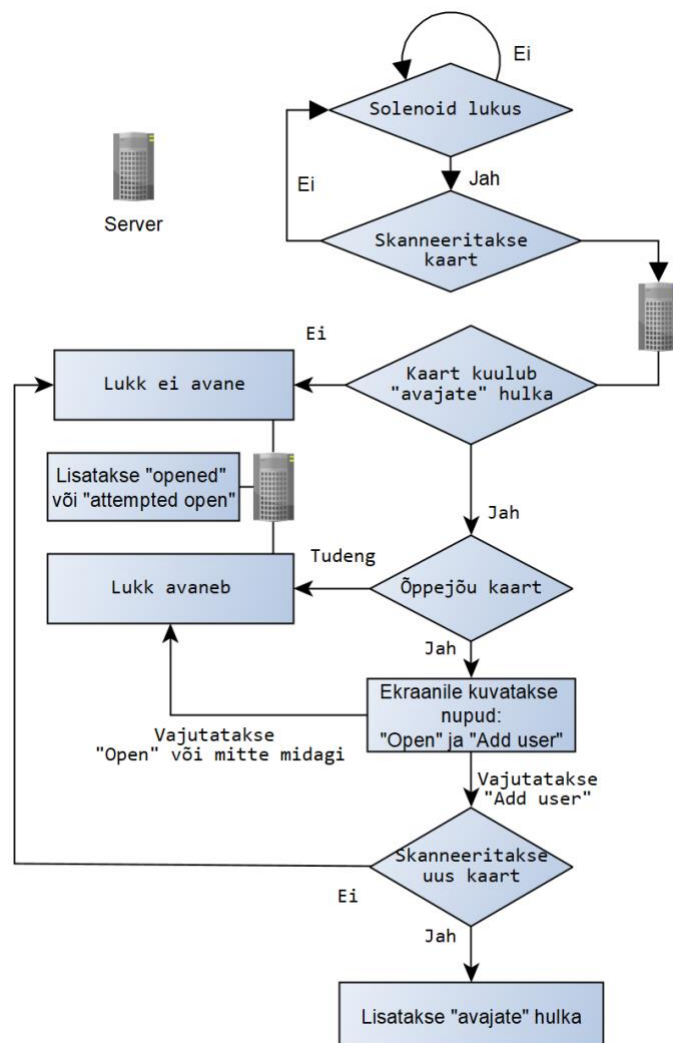 Ei
Solenoid lukus
Server
Ei
Jah
Skanneeritakse
kaart
Ei
Lukk ei avane
Kaart kuulub
"avajate" hulka
Lisatakse "opened"
või "attempted open"
Jah
Lukk avaneb
Tudeng
Õppejõu kaart
Jah
Ekraanile kuvatakse
nupud:
"Open" ja "Add user"
Vajutatakse
"Open" või mitte midagi
Vajutatakse
"Add user"
Skanneeritakse
uus kaart
Ei
Jah
Lisatakse "avajate" hulka